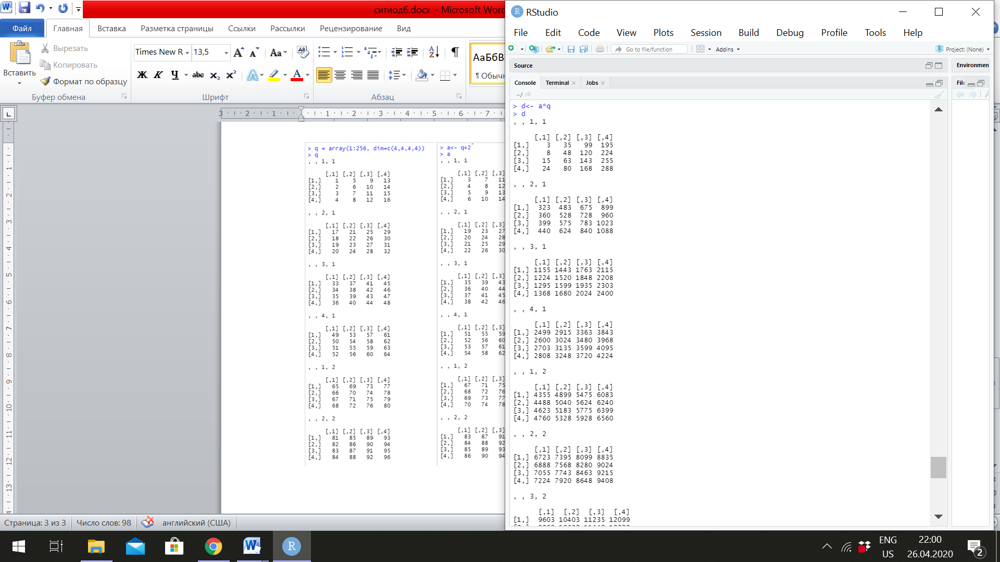 ситиод6.docx - Microsoft Word
Файл Главная Вставка Разметка страницы Ссылки Рассылки Рецензирование Вид
Вставить
Вырезать
Копировать
Формат по образцу
Буфер обмена
Times New R 13,5
Ж К Ч abc x₂ x²
Шрифт
Абзац
АаБбВ
¶ Обычн
3 2 1 1 2 3 4 5 6 7
> q = array(1:256, dim=c(4,4,4,4))
> q
, , 1, 1
[,1] [,2] [,3] [,4]
[1,] 1 5 9 13
[2,] 2 6 10 14
[3,] 3 7 11 15
[4,] 4 8 12 16
, , 2, 1
[,1] [,2] [,3] [,4]
[1,] 17 21 25 29
[2,] 18 22 26 30
[3,] 19 23 27 31
[4,] 20 24 28 32
, , 3, 1
[,1] [,2] [,3] [,4]
[1,] 33 37 41 45
[2,] 34 38 42 46
[3,] 35 39 43 47
[4,] 36 40 44 48
, , 4, 1
[,1] [,2] [,3] [,4]
[1,] 49 53 57 61
[2,] 50 54 58 62
[3,] 51 55 59 63
[4,] 52 56 60 64
, , 1, 2
[,1] [,2] [,3] [,4]
[1,] 65 69 73 77
[2,] 66 70 74 78
[3,] 67 71 75 79
[4,] 68 72 76 80
, , 2, 2
[,1] [,2] [,3] [,4]
[1,] 81 85 89 93
[2,] 82 86 90 94
[3,] 83 87 91 95
[4,] 84 88 92 96
> a<- q+2
> a
, , 1, 1
[,1] [,2] [,3]
[1,] 3 7 11
[2,] 4 8 12
[3,] 5 9 13
[4,] 6 10 14
, , 2, 1
[,1] [,2] [,3]
[1,] 19 23 27
[2,] 20 24 28
[3,] 21 25 29
[4,] 22 26 30
, , 3, 1
[,1] [,2] [,3]
[1,] 35 39 43
[2,] 36 40 44
[3,] 37 41 45
[4,] 38 42 46
, , 4, 1
[,1] [,2] [,3]
[1,] 51 55 59
[2,] 52 56 60
[3,] 53 57 61
[4,] 54 58 62
, , 1, 2
[,1] [,2] [,3]
[1,] 67 71 75
[2,] 68 72 76
[3,] 69 73 77
[4,] 70 74 78
, , 2, 2
[,1] [,2] [,3]
[1,] 83 87 91
[2,] 84 88 92
[3,] 85 89 93
[4,] 86 90 94
Страница: 3 из 3 Число слов: 98 английский (США)
RStudio
File Edit Code View Plots Session Build Debug Profile Tools Help
Go to file/function Addins Project: (None)
Source
Environmen
Console Terminal Jobs
File
~/
> d<- a*q
> d
, , 1, 1
[,1] [,2] [,3] [,4]
[1,] 3 35 99 195
[2,] 8 48 120 224
[3,] 15 63 143 255
[4,] 24 80 168 288
, , 2, 1
[,1] [,2] [,3] [,4]
[1,] 323 483 675 899
[2,] 360 528 728 960
[3,] 399 575 783 1023
[4,] 440 624 840 1088
, , 3, 1
[,1] [,2] [,3] [,4]
[1,] 1155 1443 1763 2115
[2,] 1224 1520 1848 2208
[3,] 1295 1599 1935 2303
[4,] 1368 1680 2024 2400
, , 4, 1
[,1] [,2] [,3] [,4]
[1,] 2499 2915 3363 3843
[2,] 2600 3024 3480 3968
[3,] 2703 3135 3599 4095
[4,] 2808 3248 3720 4224
, , 1, 2
[,1] [,2] [,3] [,4]
[1,] 4355 4899 5475 6083
[2,] 4488 5040 5624 6240
[3,] 4623 5183 5775 6399
[4,] 4760 5328 5928 6560
, , 2, 2
[,1] [,2] [,3] [,4]
[1,] 6723 7395 8099 8835
[2,] 6888 7568 8280 9024
[3,] 7055 7743 8463 9215
[4,] 7224 7920 8648 9408
, , 3, 2
[,1] [,2] [,3] [,4]
[1,] 9603 10403 11235 12099
ENG
US
22:00
26.04.2020
2